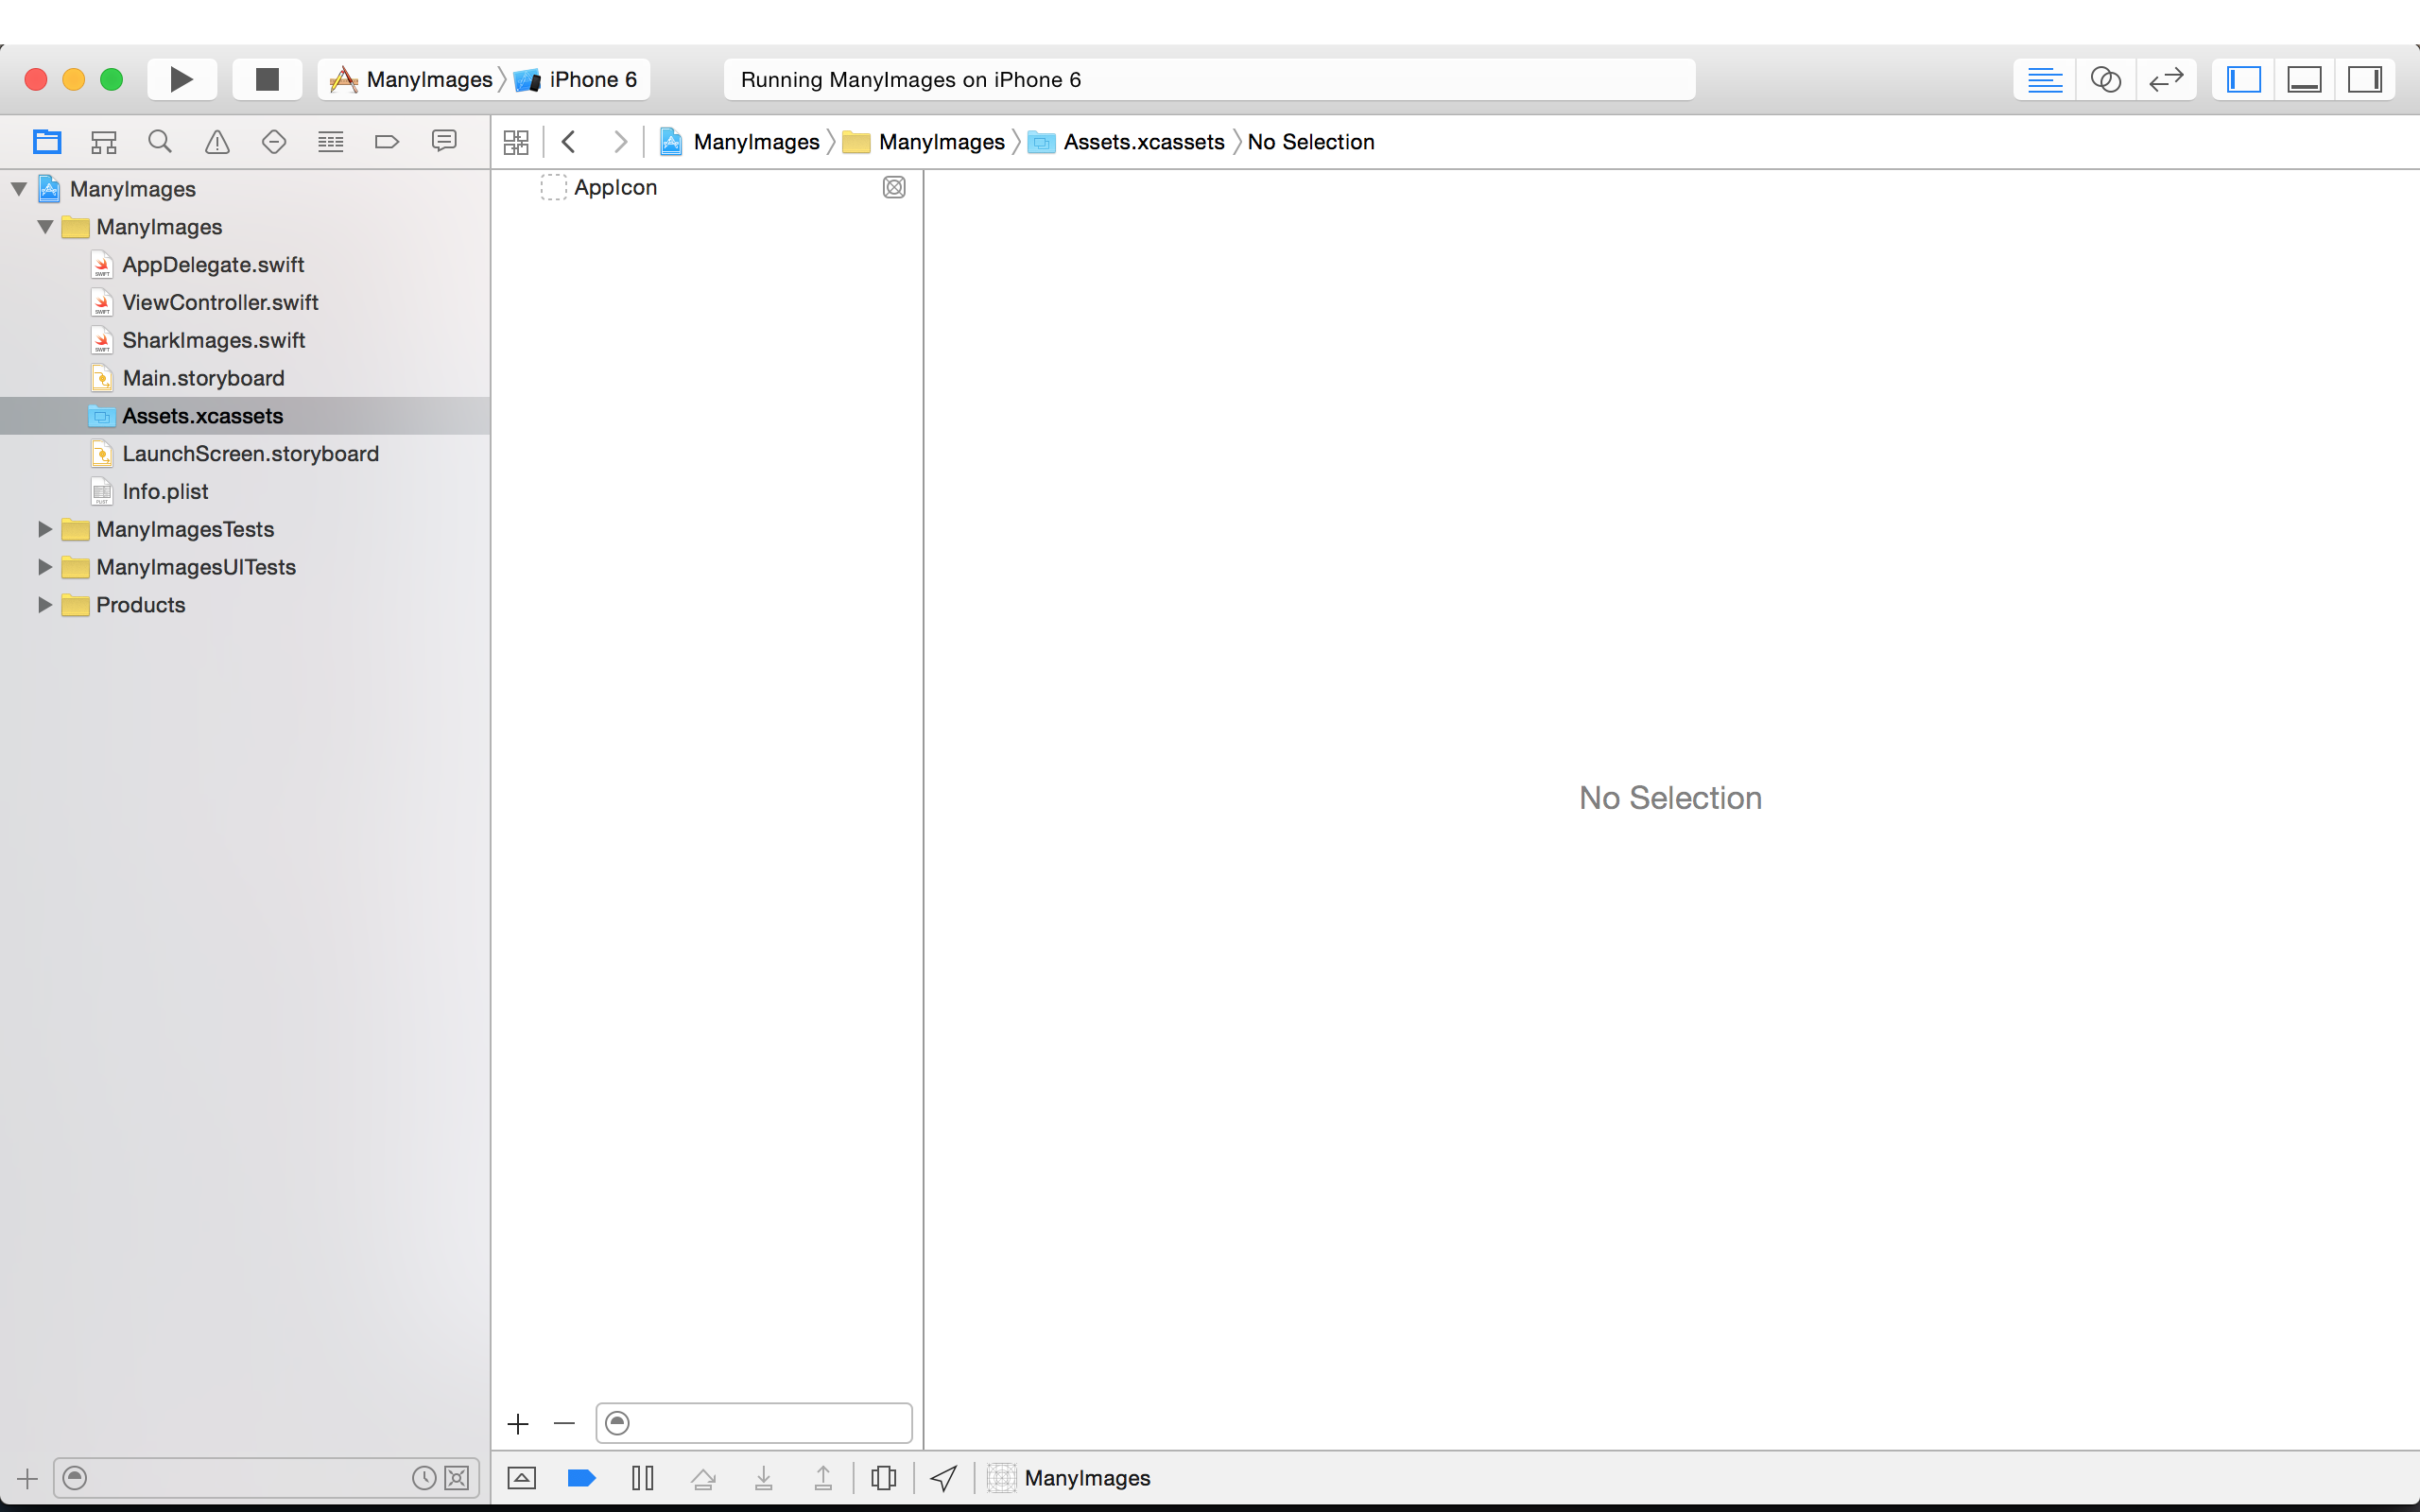 ManyImages
iPhone 6
Running ManyImages on iPhone 6
ManyImages
ManyImages
Assets.xcassets
No Selection
ManyImages
ManyImages
AppDelegate.swift
ViewController.swift
SharkImages.swift
Main.storyboard
Assets.xcassets
LaunchScreen.storyboard
Info.plist
ManyImagesTests
ManyImagesUITests
Products
AppIcon
No Selection
ManyImages